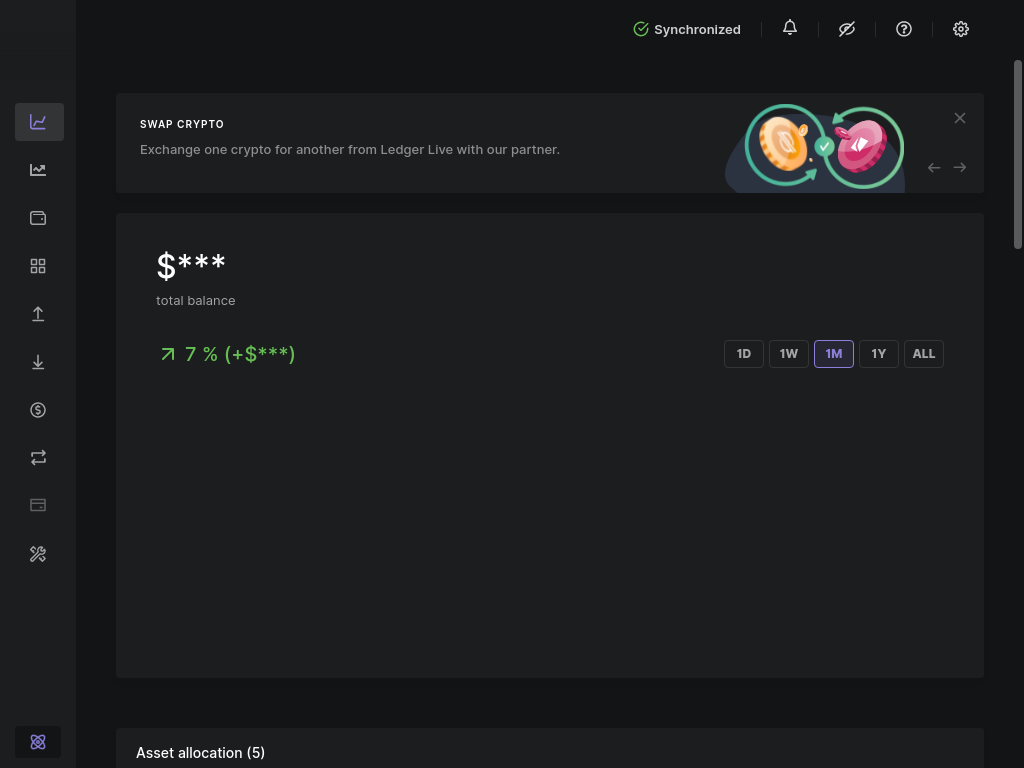 Synchronized
SWAP CRYPTO
Exchange one crypto for another from Ledger Live with our partner.
$***
total balance
7 % (+$***)
1D 1W 1M 1Y ALL
Asset allocation (5)